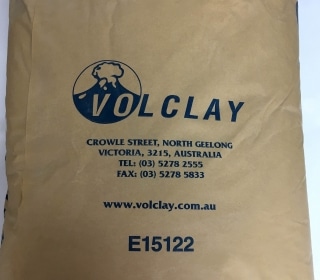 VOLCLAY
CROWLE STREET, NORTH GEELONG
VICTORIA, 3215, AUSTRALIA
TEL: (03) 5278 2555
FAX: (03) 5278 5833
www.volclay.com.au
E15122